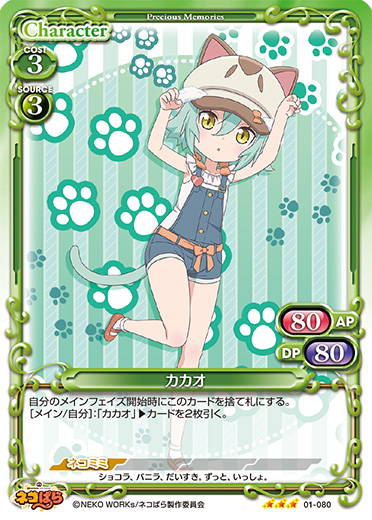 Precious Memories
Character
COST
3
SOURCE
3
80 AP
DP 80
カカオ
自分のメインフェイズ開始時にこのカードを捨て札にする。
[メイン/自分]:「カカオ」▶カードを2枚引く。
ネコミミ
ショコラ、バニラ、だいすき、ずっと、いっしょ。
ネコぱら
©NEKO WORKs/ネコぱら製作委員会
01-080